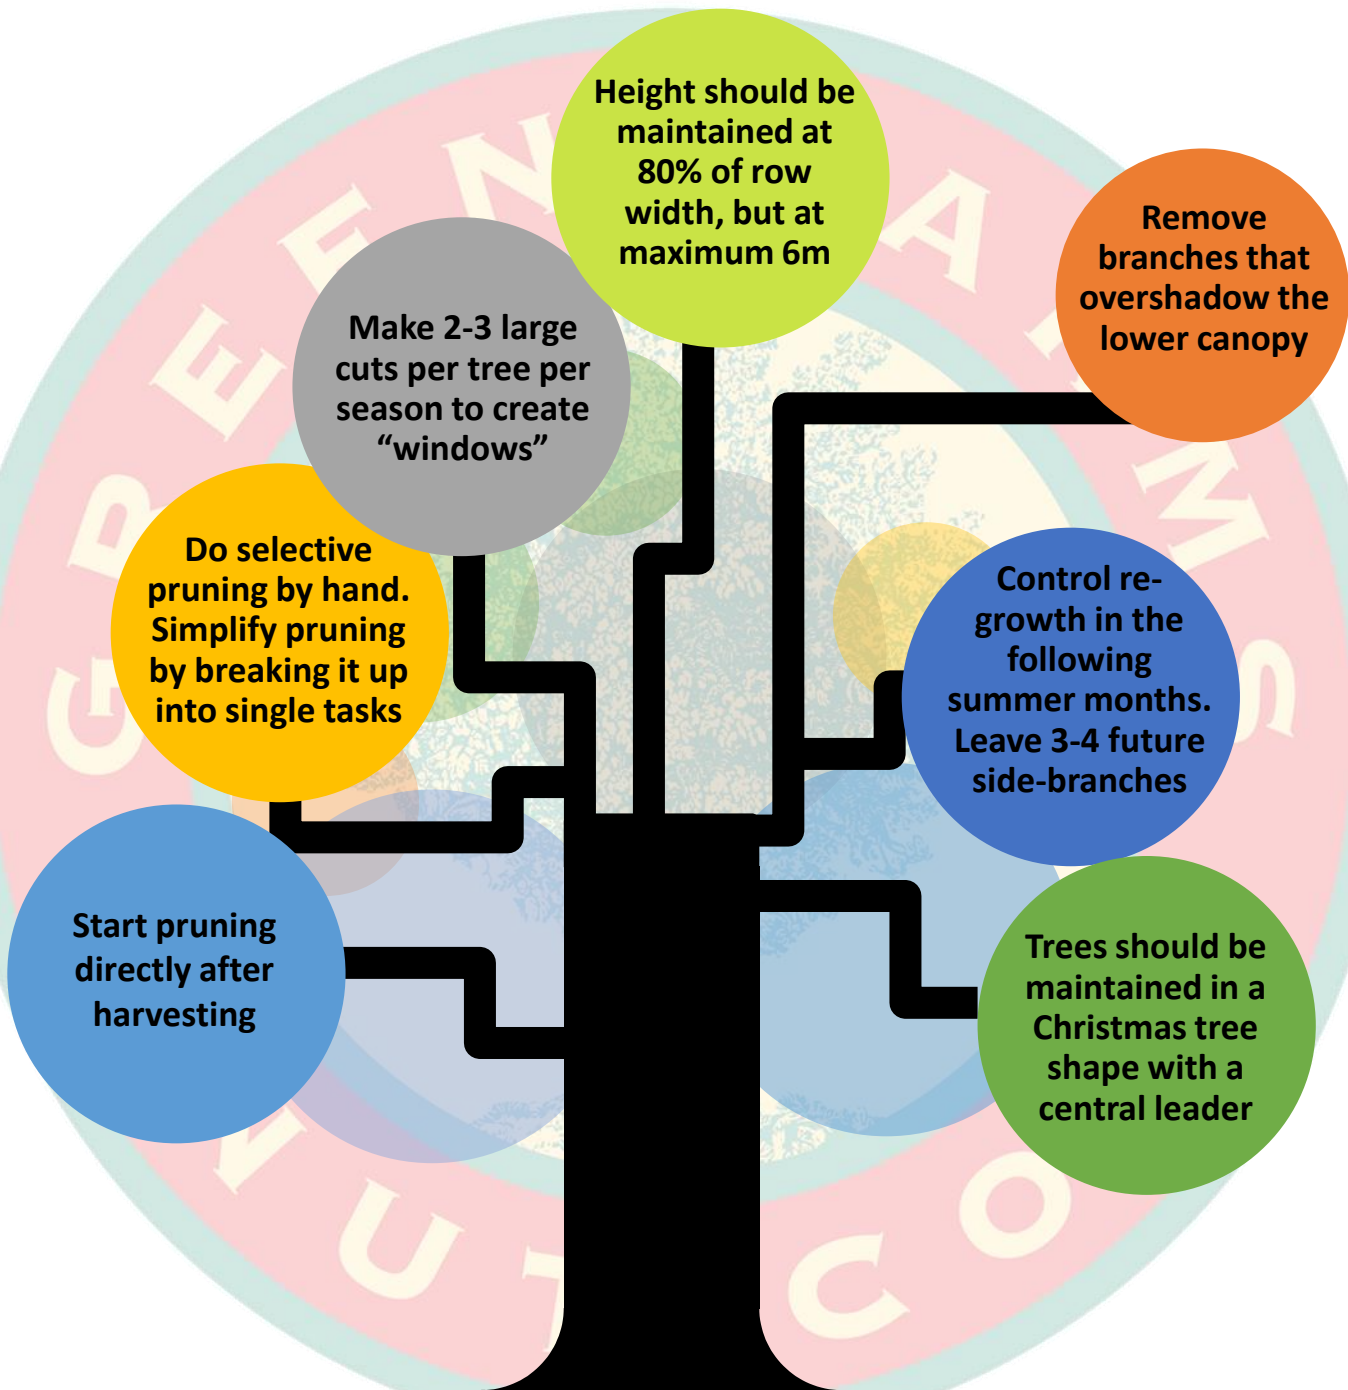 Height should be
maintained at
80% of row
width, but at
maximum 6m
Remove
branches that
overshadow the
lower canopy
Make 2-3 large
cuts per tree per
season to create
“windows”
Do selective
pruning by hand.
Simplify pruning
by breaking it up
into single tasks
Control re-
growth in the
following
summer months.
Leave 3-4 future
side-branches
Start pruning
directly after
harvesting
Trees should be
maintained in a
Christmas tree
shape with a
central leader
GREEN FARMS
NUT CO